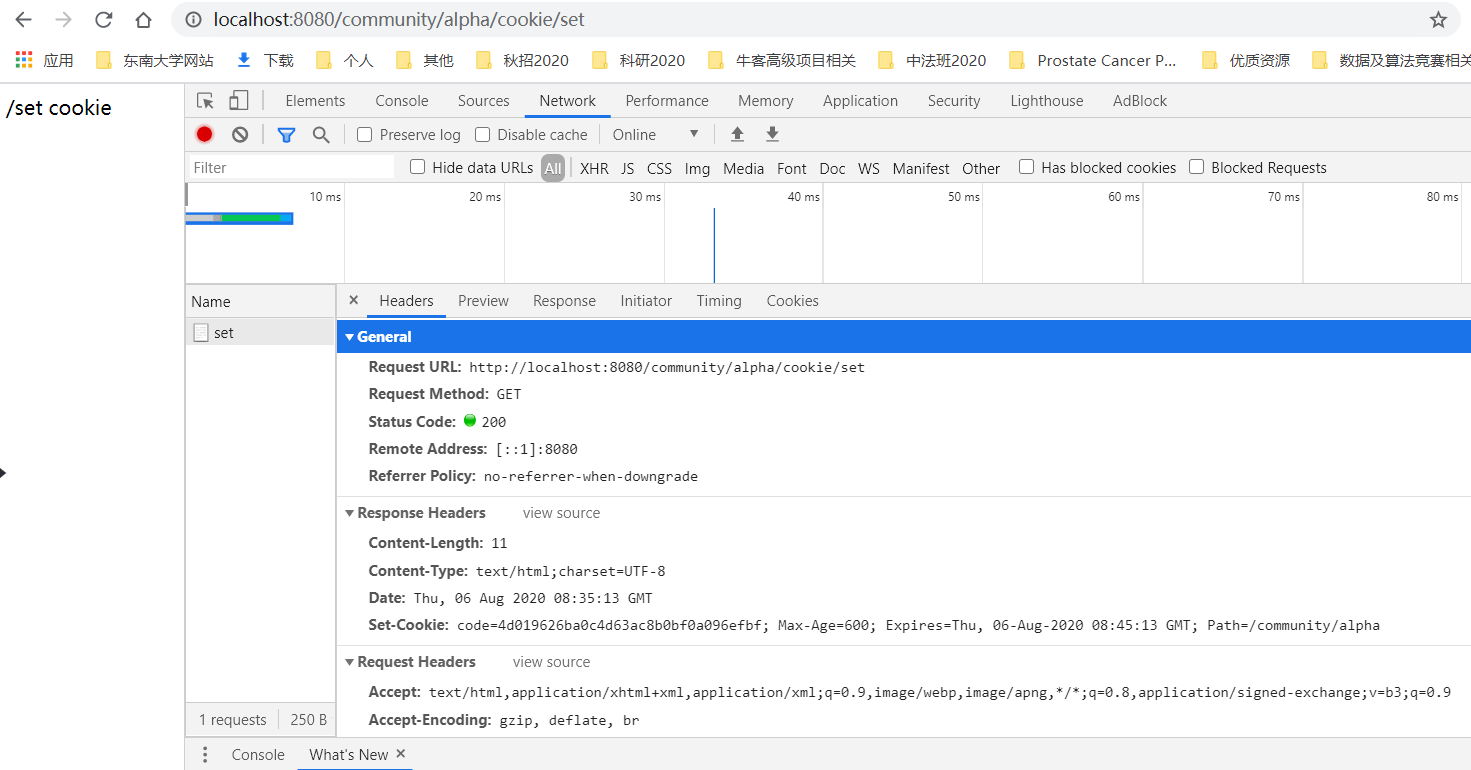 localhost:8080/community/alpha/cookie/set
应用 东南大学网站 下载 个人 其他 秋招2020 科研2020 牛客高级项目相关 中法班2020 Prostate Cancer P... 优质资源 数据及算法竞赛相关
/set cookie
Elements Console Sources Network Performance Memory Application Security Lighthouse AdBlock
Preserve log Disable cache Online
Filter Hide data URLs All XHR JS CSS Img Media Font Doc WS Manifest Other Has blocked cookies Blocked Requests
10 ms 20 ms 30 ms 40 ms 50 ms 60 ms 70 ms 80 ms
Name × Headers Preview Response Initiator Timing Cookies
set
General
Request URL: http://localhost:8080/community/alpha/cookie/set
Request Method: GET
Status Code: 200
Remote Address: [::1]:8080
Referrer Policy: no-referrer-when-downgrade
Response Headers view source
Content-Length: 11
Content-Type: text/html;charset=UTF-8
Date: Thu, 06 Aug 2020 08:35:13 GMT
Set-Cookie: code=4d019626ba0c4d63ac8b0bf0a096efbf; Max-Age=600; Expires=Thu, 06-Aug-2020 08:45:13 GMT; Path=/community/alpha
Request Headers view source
Accept: text/html,application/xhtml+xml,application/xml;q=0.9,image/webp,image/apng,*/*;q=0.8,application/signed-exchange;v=b3;q=0.9
Accept-Encoding: gzip, deflate, br
1 requests 250 B
Console What's New ×